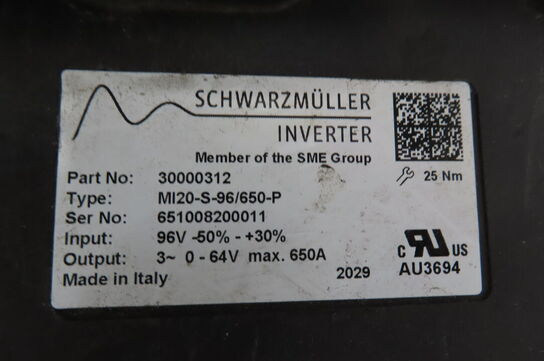 SCHWARZMÜLLER
INVERTER
Member of the SME Group
Part No: 30000312
25 Nm
Type: MI20-S-96/650-P
Ser No: 651008200011
Input: 96V -50% - +30%
Output: 3~ 0 - 64V max. 650A
Made in Italy
2029
c RU US
AU3694